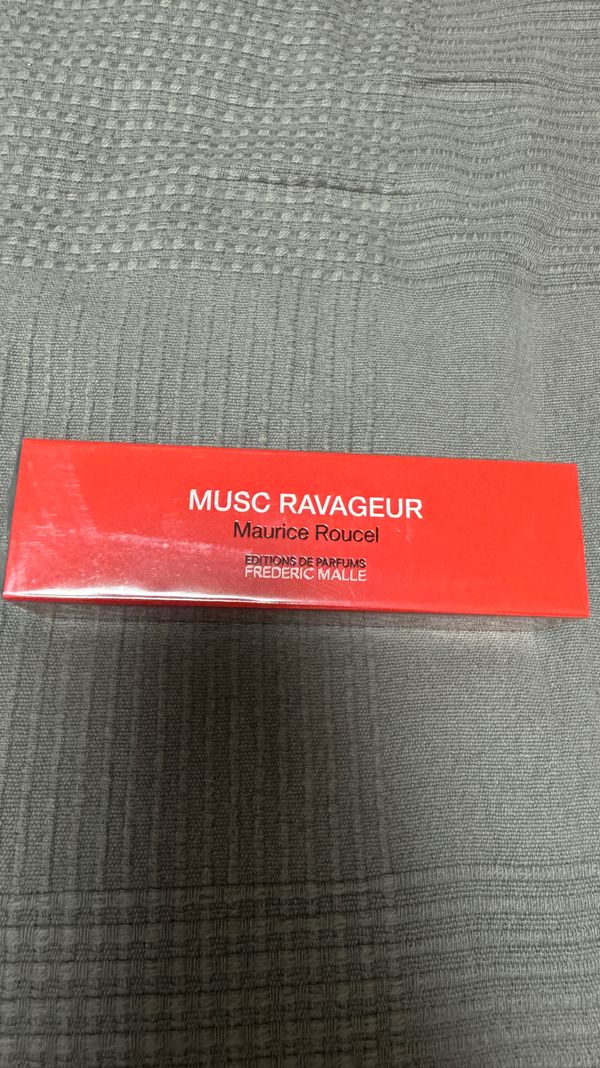 MUSC RAVAGEUR
Maurice Roucel
EDITIONS DE PARFUMS
FREDERIC MALLE